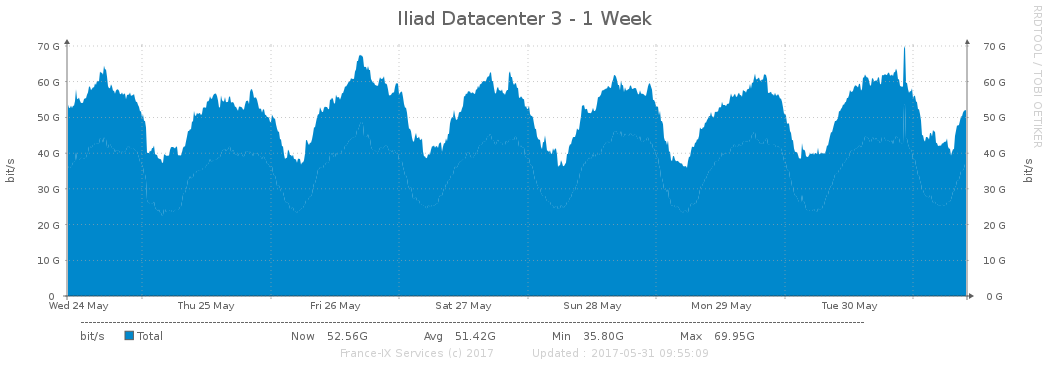 Iliad Datacenter 3 - 1 Week
RRDTOOL / TOBI OETIKER
bit/s
70 G 70 G
60 G 60 G
50 G 50 G
40 G 40 G
30 G 30 G
20 G 20 G
10 G 10 G
0 0 G
bit/s
Wed 24 May Thu 25 May Fri 26 May Sat 27 May Sun 28 May Mon 29 May Tue 30 May
bit/s Total Now 52.56G Avg 51.42G Min 35.80G Max 69.95G
France-IX Services (c) 2017 Updated : 2017-05-31 09:55:09